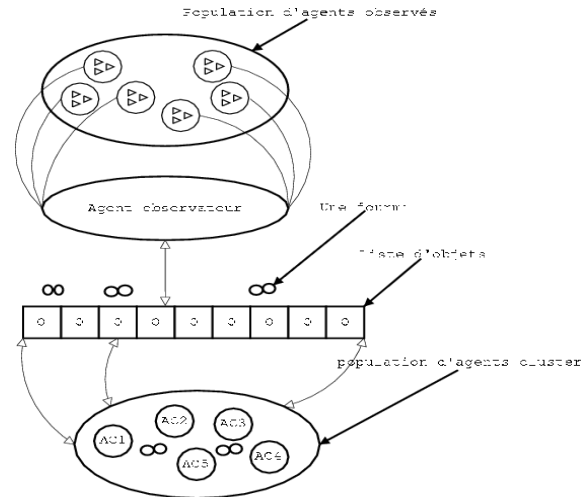 Population d'agents observés
Agent observateur
Une fourmi
Liste d'objets
O O O O O O O O O
population d'agents cluster
AC1
AC2
AC3
AC4
AC5